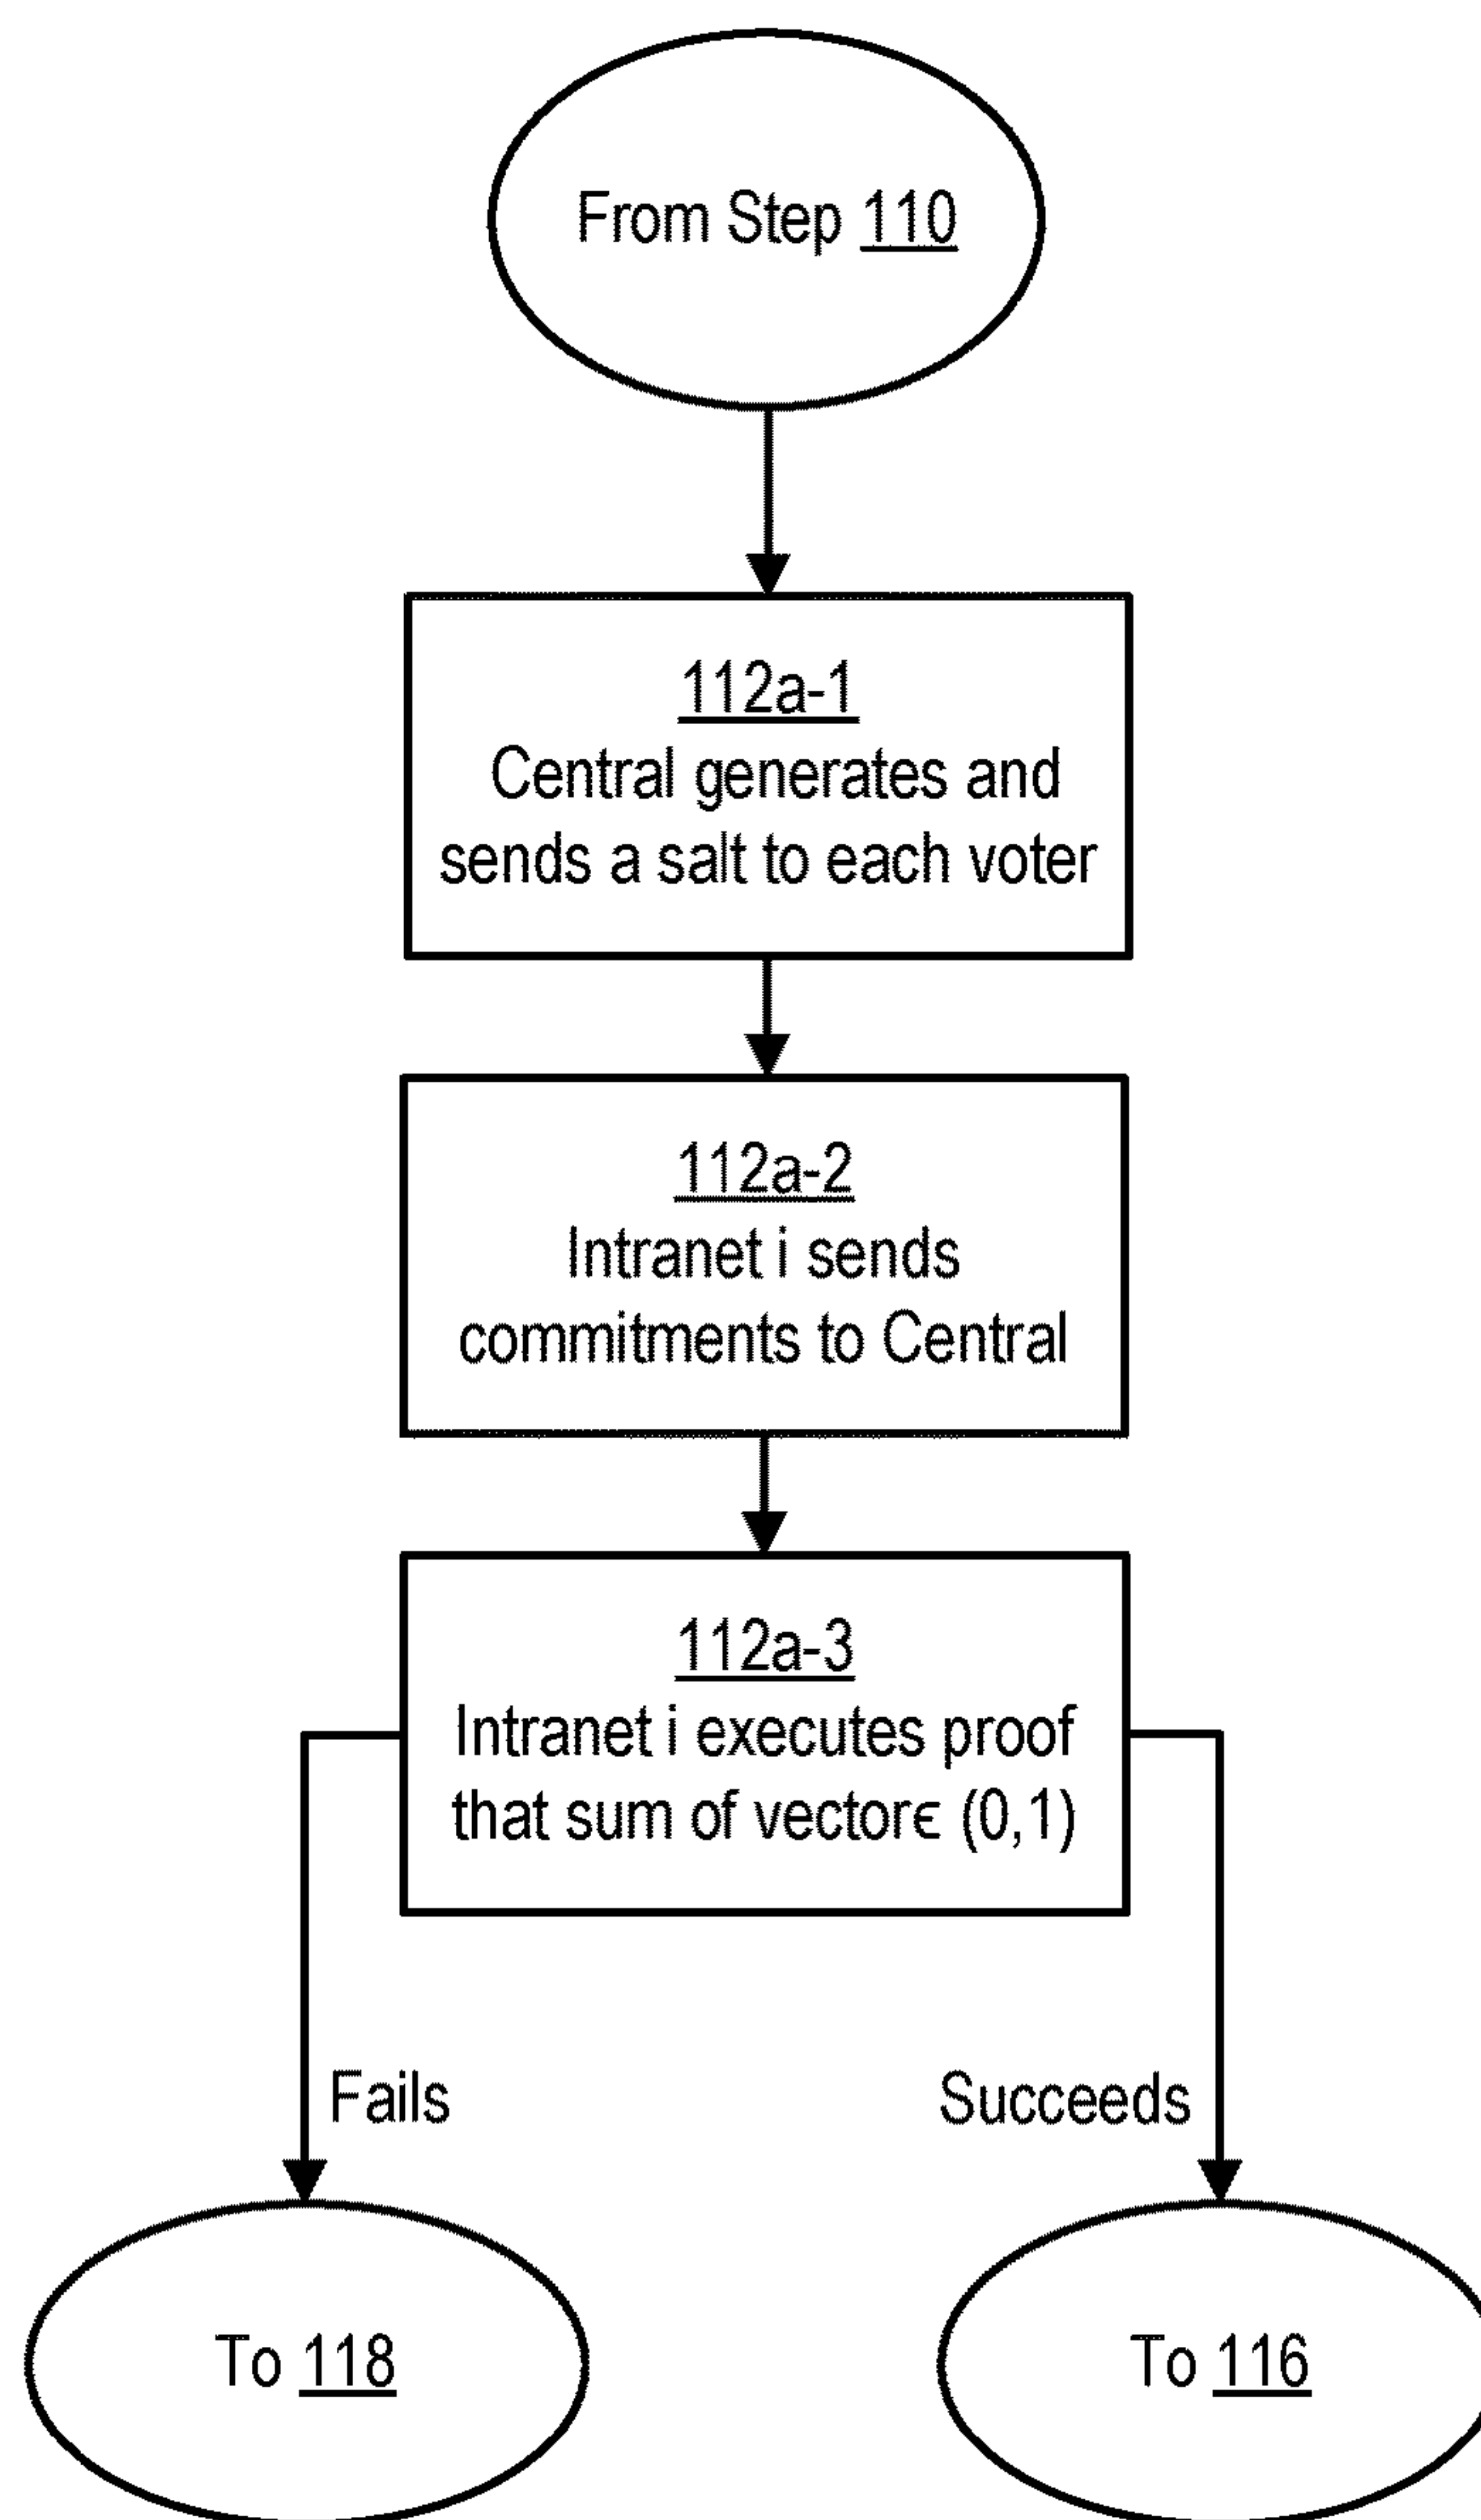 From Step 110
112a-1
Central generates and
sends a salt to each voter
112a-2
Intranet i sends
commitments to Central
112a-3
Intranet i executes proof
that sum of vectorϵ (0,1)
Fails
Succeeds
To 118
To 116